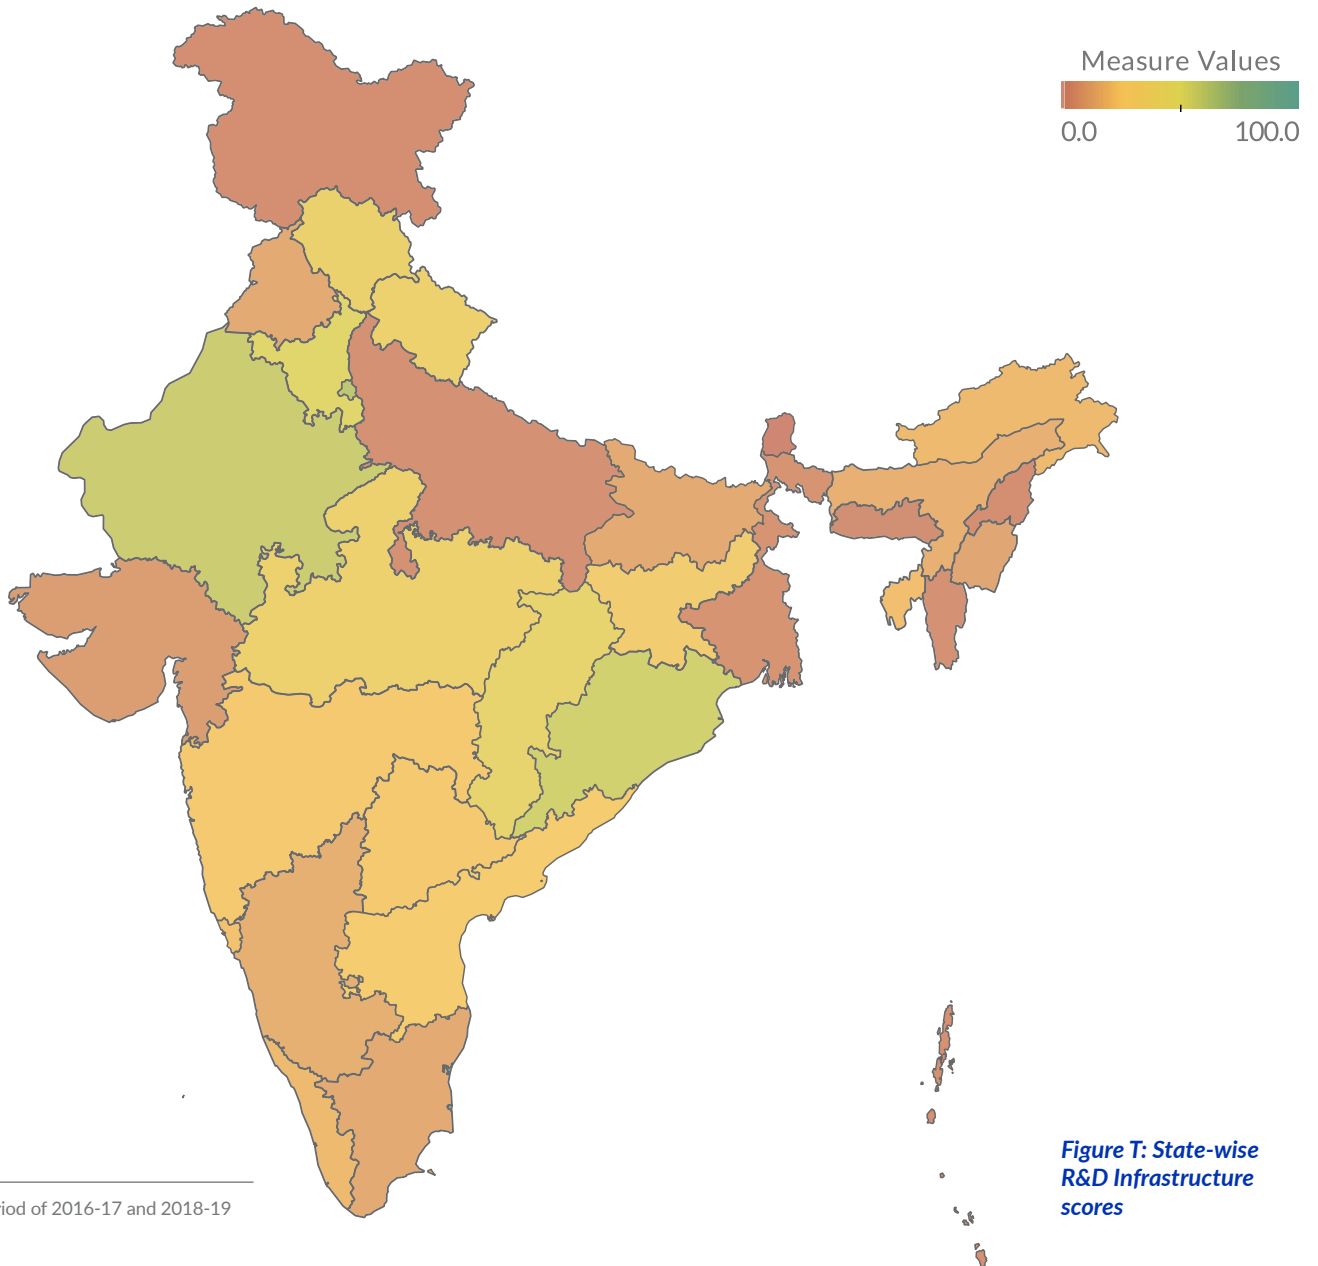 Measure Values
0.0 100.0
Figure T: State-wise
R&D Infrastructure
scores
riod of 2016-17 and 2018-19